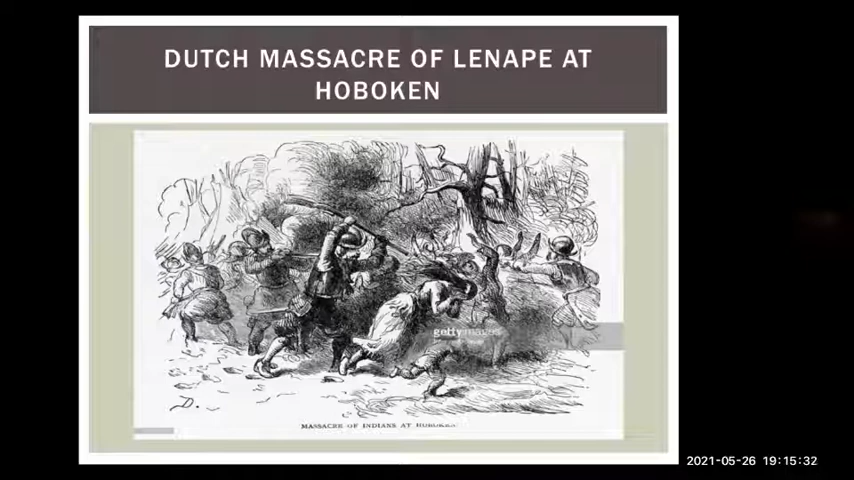 DUTCH MASSACRE OF LENAPE AT
HOBOKEN
gettyimages
D.
MASSACRE OF INDIANS AT HOBOKEN.
2021-05-26 19:15:32